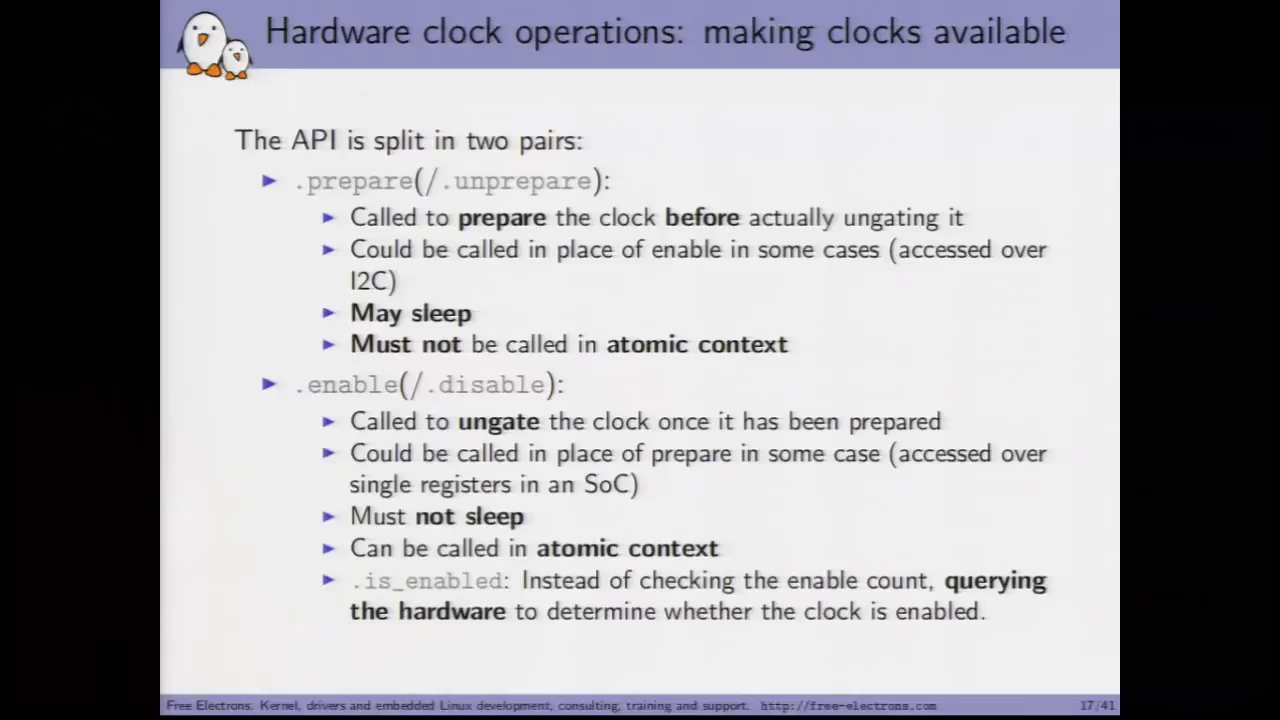 Hardware clock operations: making clocks available
The API is split in two pairs:
.prepare(/.unprepare):
Called to prepare the clock before actually ungating it
Could be called in place of enable in some cases (accessed over
I2C)
May sleep
Must not be called in atomic context
.enable(/.disable):
Called to ungate the clock once it has been prepared
Could be called in place of prepare in some case (accessed over
single registers in an SoC)
Must not sleep
Can be called in atomic context
.is_enabled: Instead of checking the enable count, querying
the hardware to determine whether the clock is enabled.
Free Electrons. Kernel, drivers and embedded Linux development, consulting, training and support. http://free-electrons.com 17/41